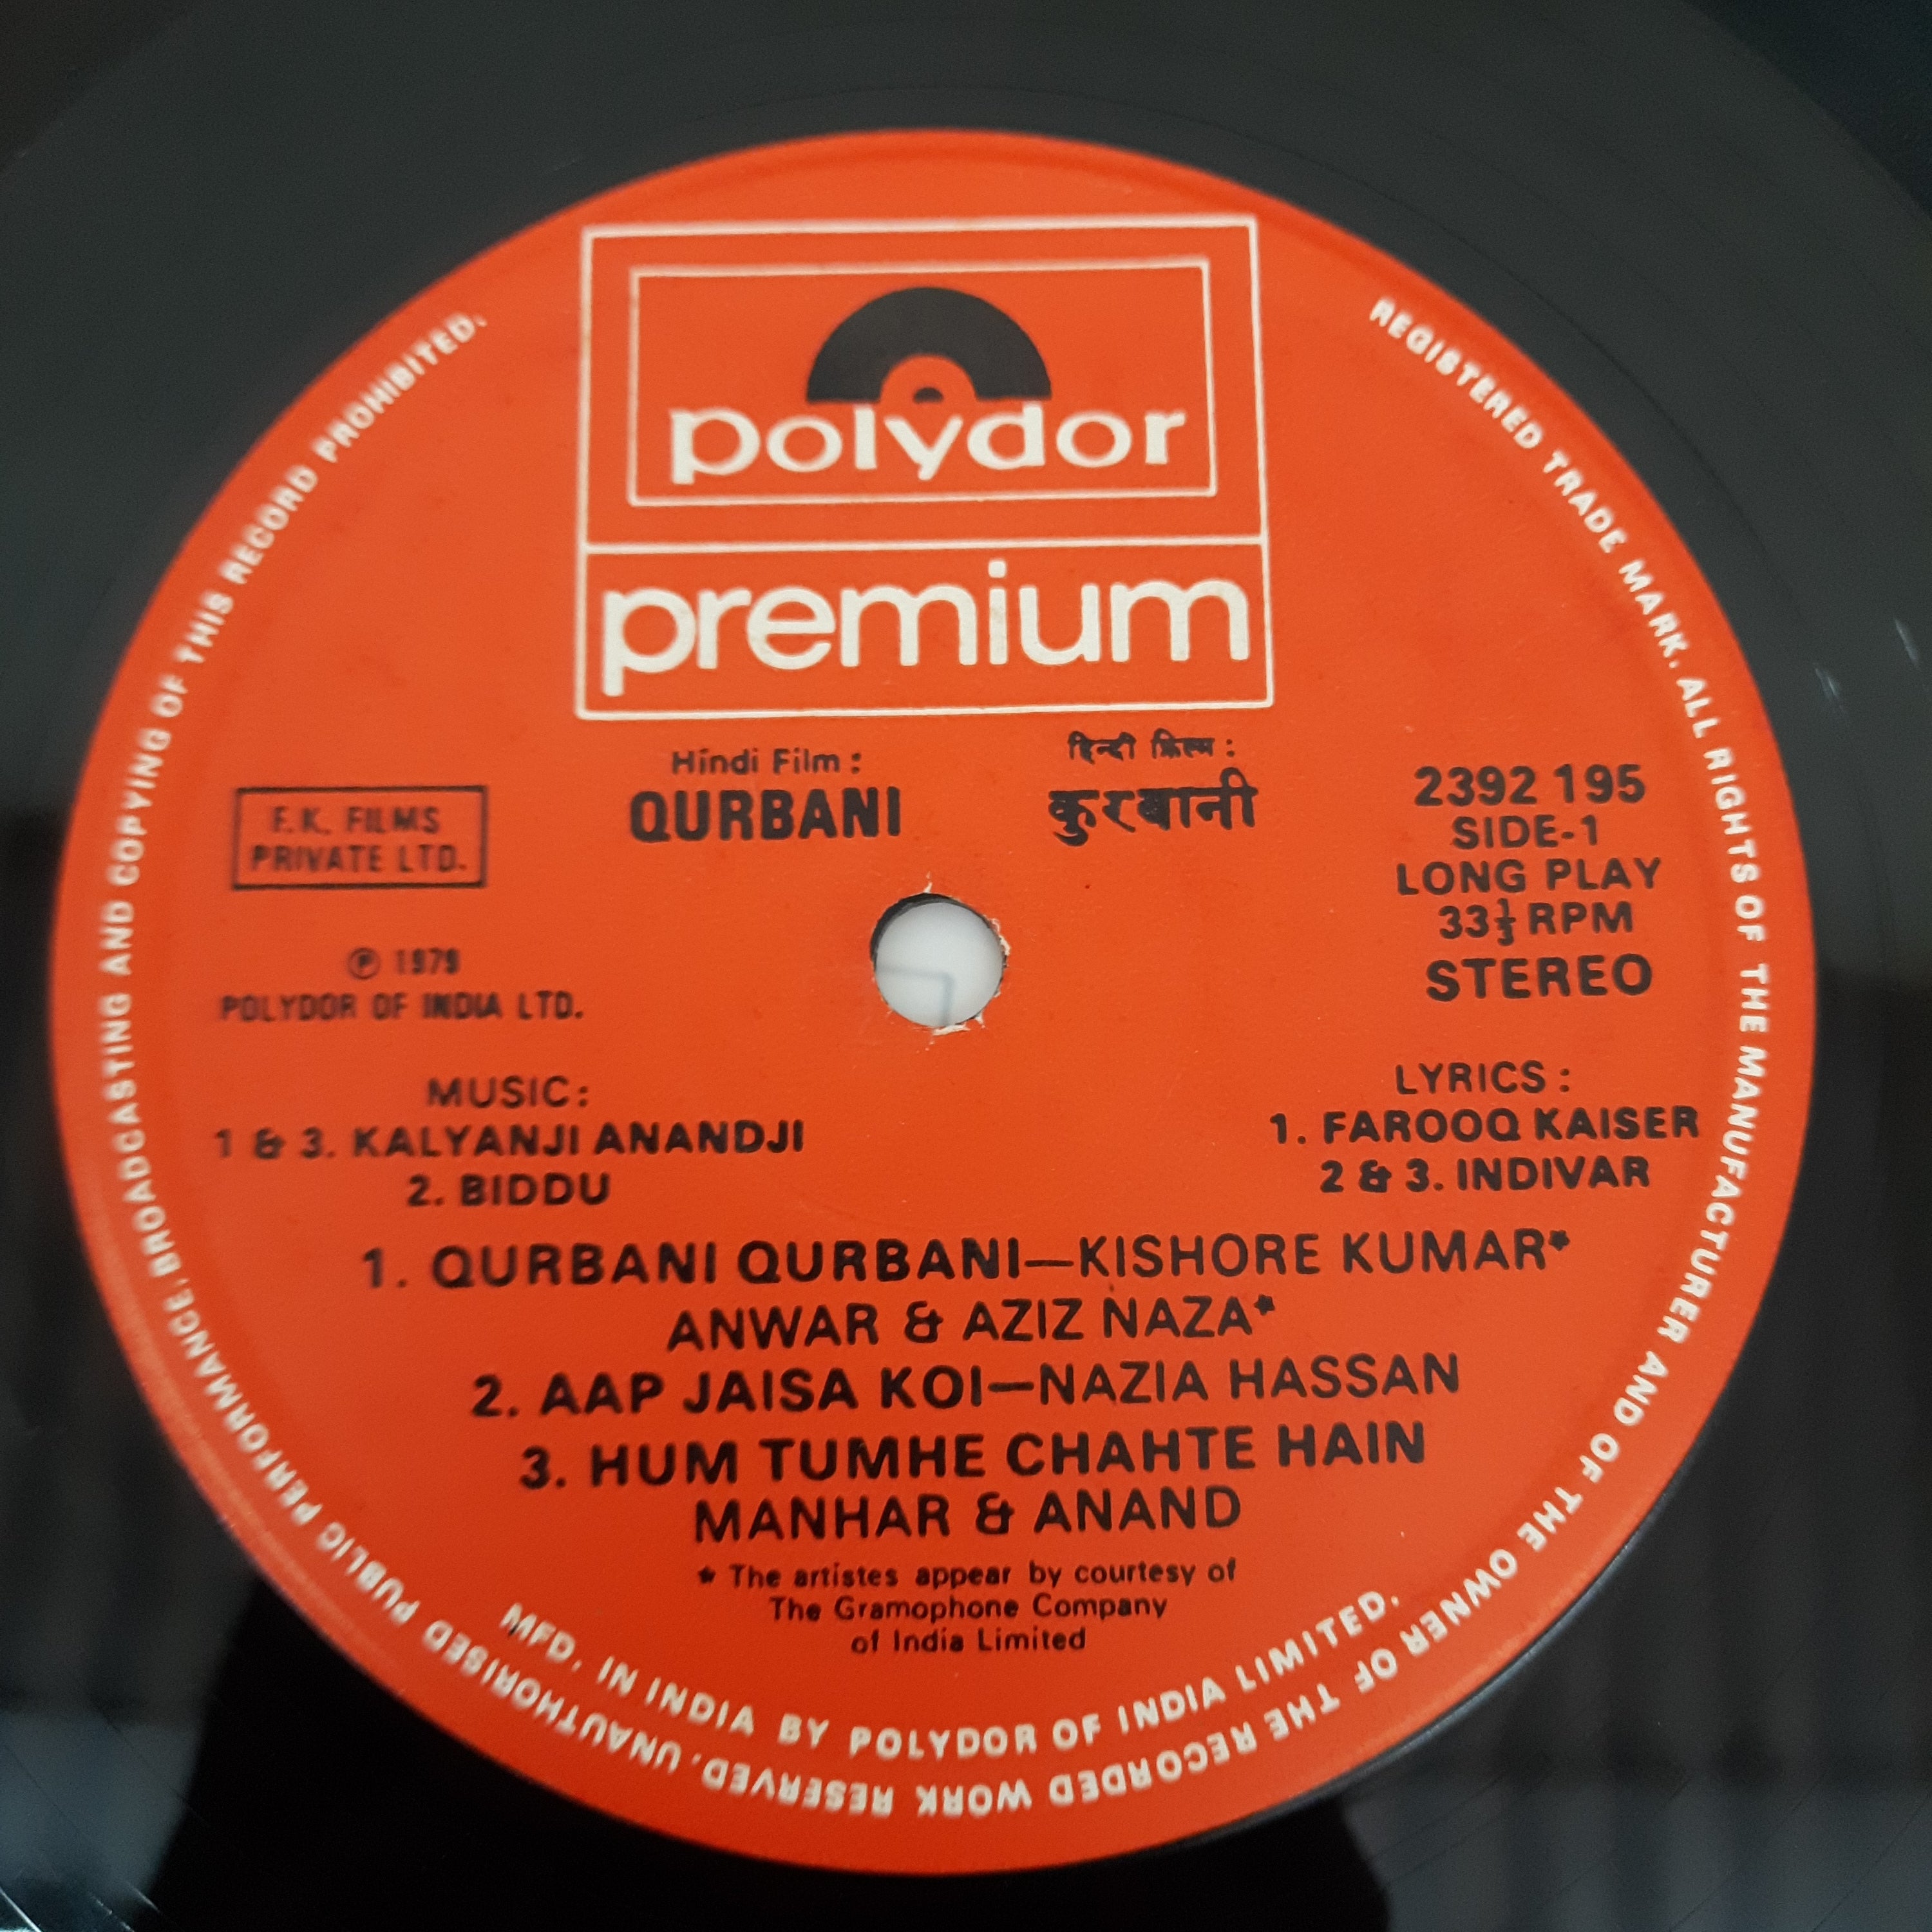 polydor
premium
Hindi Film :
QURBANI
हिन्दी फ़िल्म :
कुरबानी
F.K. FILMS
PRIVATE LTD.
2392 195
SIDE-1
LONG PLAY
33⅓ RPM
STEREO
Ⓟ 1979
POLYDOR OF INDIA LTD.
MUSIC:
1 & 3. KALYANJI ANANDJI
2. BIDDU
LYRICS :
1. FAROOQ KAISER
2 & 3. INDIVAR
1. QURBANI QURBANI—KISHORE KUMAR*
ANWAR & AZIZ NAZA*
2. AAP JAISA KOI—NAZIA HASSAN
3. HUM TUMHE CHAHTE HAIN
MANHAR & ANAND
* The artistes appear by courtesy of
The Gramophone Company
of India Limited
MFD. IN INDIA BY POLYDOR OF INDIA LIMITED.
REGISTERED TRADE MARK. ALL RIGHTS OF THE MANUFACTURER AND OF THE OWNER OF THE RECORDED WORK RESERVED. UNAUTHORISED PUBLIC PERFORMANCE, BROADCASTING AND COPYING OF THIS RECORD PROHIBITED.